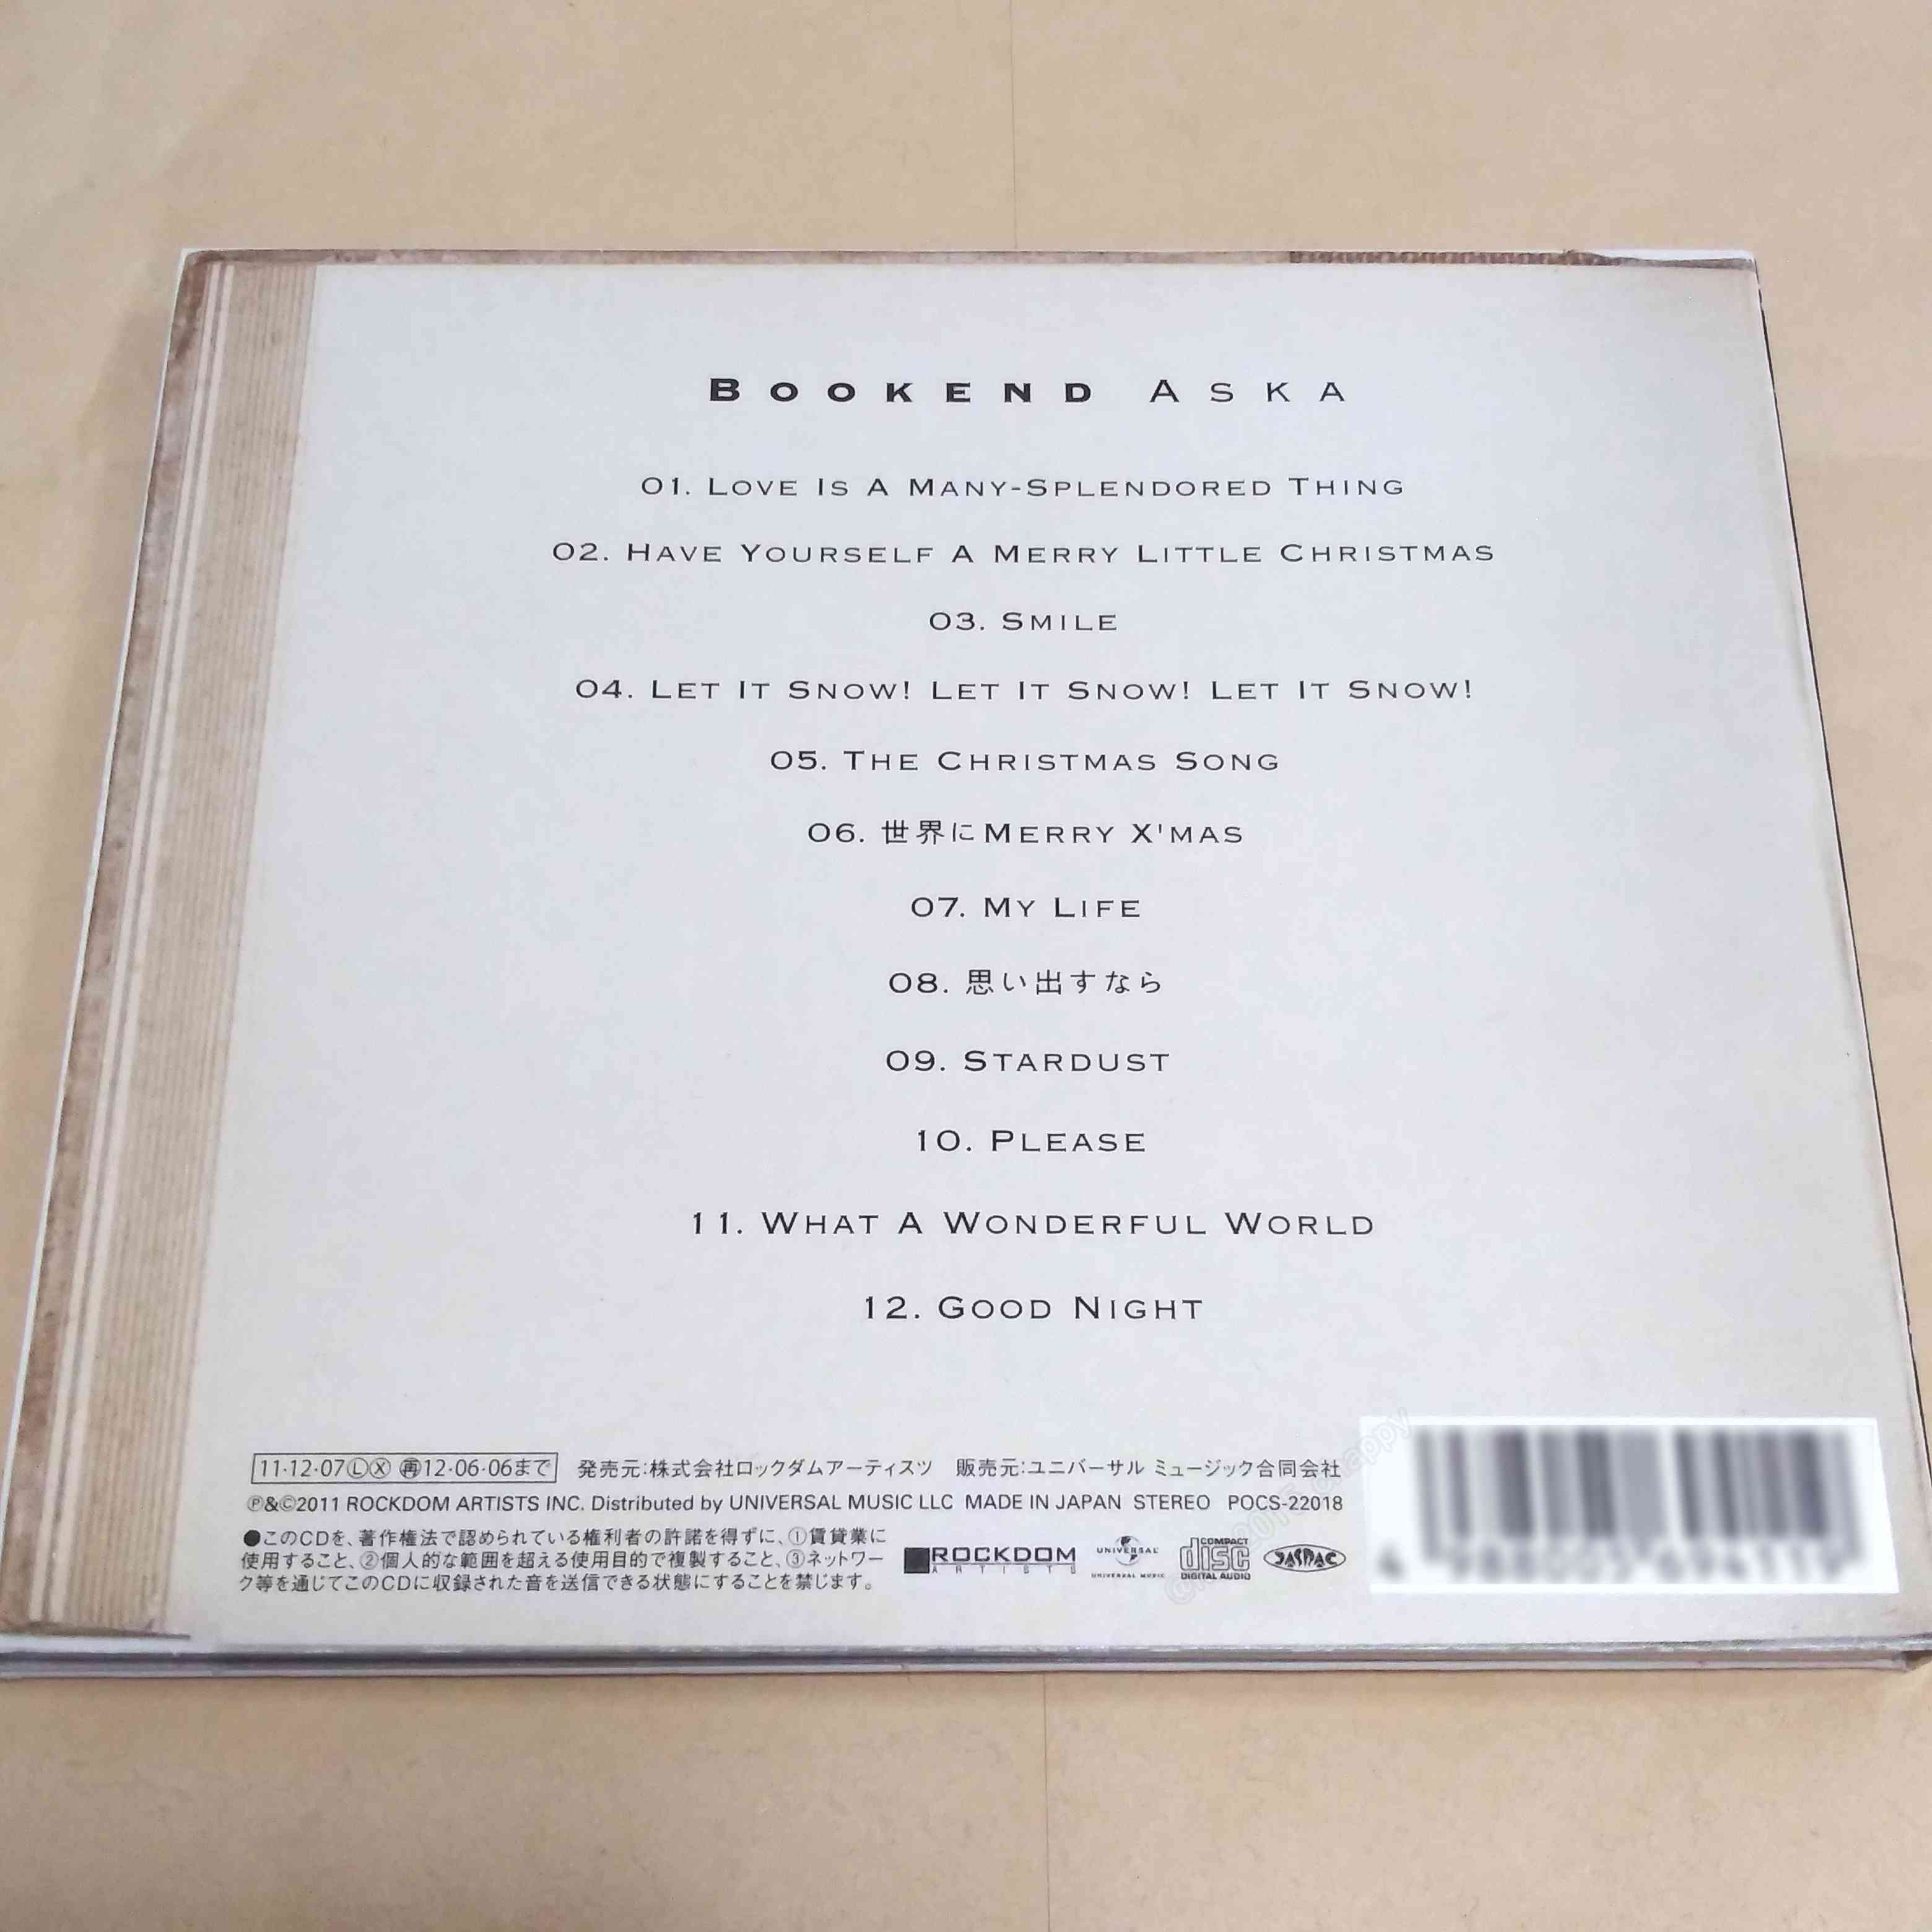 BOOKEND ASKA
01. LOVE IS A MANY-SPLENDORED THING
02. HAVE YOURSELF A MERRY LITTLE CHRISTMAS
03. SMILE
04. LET IT SNOW! LET IT SNOW! LET IT SNOW!
05. THE CHRISTMAS SONG
06. 世界にMERRY X'MAS
07. MY LIFE
08. 思い出すなら
09. STARDUST
10. PLEASE
11. WHAT A WONDERFUL WORLD
12. GOOD NIGHT
11・12・07ⓁⓍ 再12・06・06まで 発売元:株式会社ロックダムアーティスツ 販売元:ユニバーサル ミュージック合同会社
℗&©2011 ROCKDOM ARTISTS INC. Distributed by UNIVERSAL MUSIC LLC MADE IN JAPAN STEREO POCS-22018
●このCDを、著作権法で認められている権利者の許諾を得ずに、①賃貸業に
使用すること、②個人的な範囲を超える使用目的で複製すること、③ネットワー
ク等を通じてこのCDに収録された音を送信できる状態にすることを禁じます。
ROCKDOM
ARTISTS
UNIVERSAL
UNIVERSAL MUSIC
COMPACT
disc
DIGITAL AUDIO
JASRAC